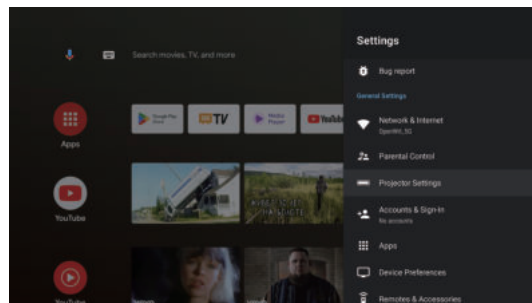 Settings
Search movies, TV, and more
Bug report
General Settings
Google Play
TV
Media
Player
YouTube
Network & Internet
Apps
Parental Control
Projector Settings
YouTube
Accounts & Sign-In
No accounts
Apps
Device Preferences
Remotes & Accessories